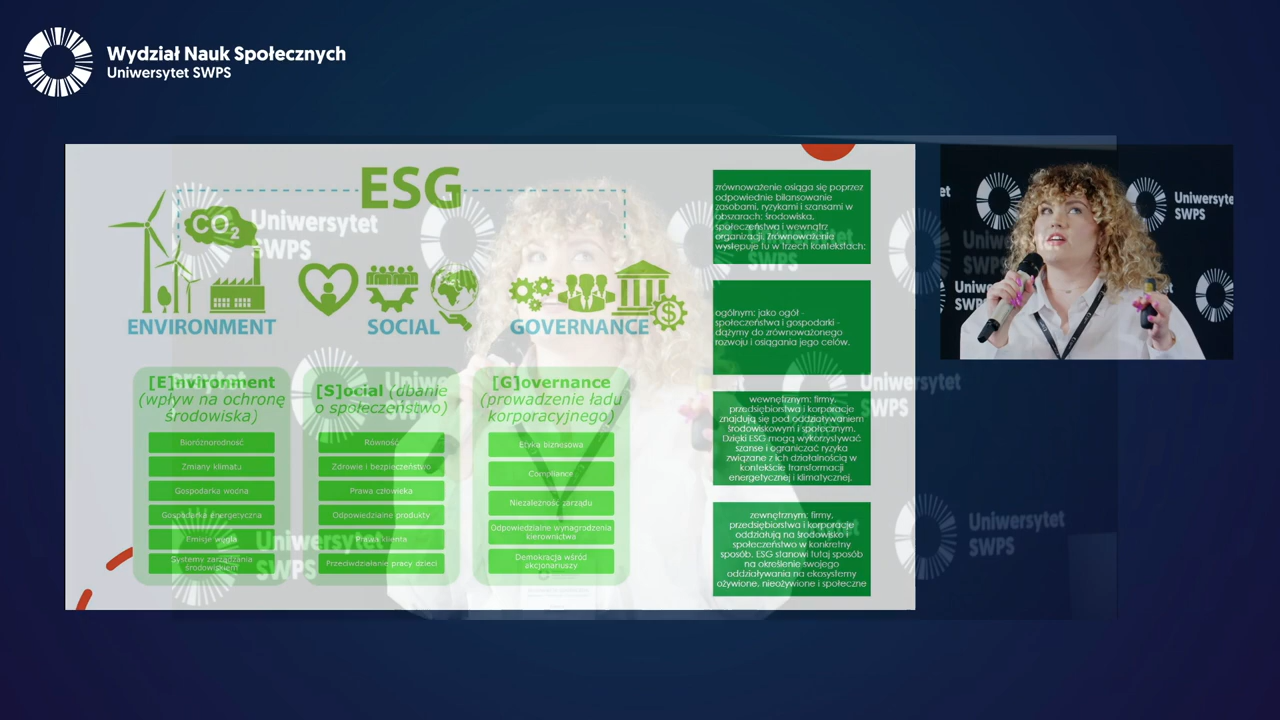 Wydział Nauk Społecznych
Uniwersytet SWPS
ESG
CO2
Uniwersytet
SWPS
ENVIRONMENT
SOCIAL
GOVERNANCE
$
[E]nvironment
(wpływ na ochronę
środowiska)
Bioróżnorodność
Zmiany klimatu
Gospodarka wodna
Gospodarka energetyczna
Emisje węgla
Systemy zarządzania
środowiskiem
[S]ocial (dbanie
o społeczeństwo)
Równość
Zdrowie i bezpieczeństwo
Prawa człowieka
Odpowiedzialne produkty
Prawa klienta
Przeciwdziałanie pracy dzieci
[G]overnance
(prowadzenie ładu
korporacyjnego)
Etyka biznesowa
Compliance
Niezależność zarządu
Odpowiedzialne wynagrodzenia
kierownictwa
Demokracja wśród
akcjonariuszy
zrównoważenie osiąga się poprzez
odpowiednie bilansowanie
zasobami, ryzykami i szansami w
obszarach: środowiska,
społeczeństwa i wewnątrz
organizacji. Zrównoważenie
występuje tu w trzech kontekstach:
ogólnym: jako ogół -
społeczeństwa i gospodarki -
dążymy do zrównoważonego
rozwoju i osiągania jego celów.
wewnętrznym: firmy,
przedsiębiorstwa i korporacje
znajdują się pod oddziaływaniem
środowiskowym i społecznym.
Dzięki ESG mogą wykorzystywać
szanse i ograniczać ryzyka
związane z ich działalnością w
kontekście transformacji
energetycznej i klimatycznej.
zewnętrznym: firmy,
przedsiębiorstwa i korporacje
oddziałują na środowisko i
społeczeństwo w konkretny
sposób. ESG stanowi tutaj sposób
na określenie swojego
oddziaływania na ekosystemy
ożywione, nieożywione i społeczne
Uniwersytet
SWPS
Uniwersytet
SWPS
Uniwersytet
SWPS